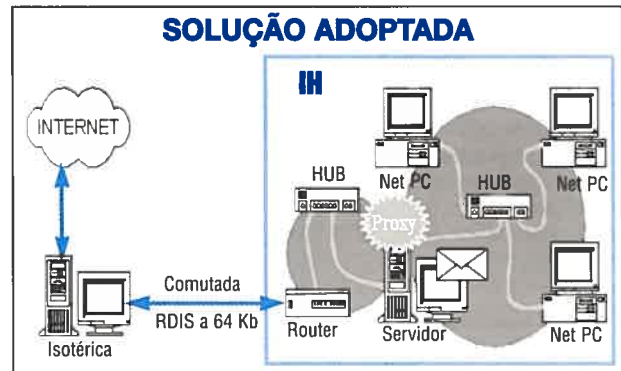 SOLUÇÃO ADOPTADA
IH
INTERNET
HUB
Net PC
HUB
Net PC
Proxy
Comutada
RDIS a 64 Kb
Isotérica
Router
Servidor
Net PC